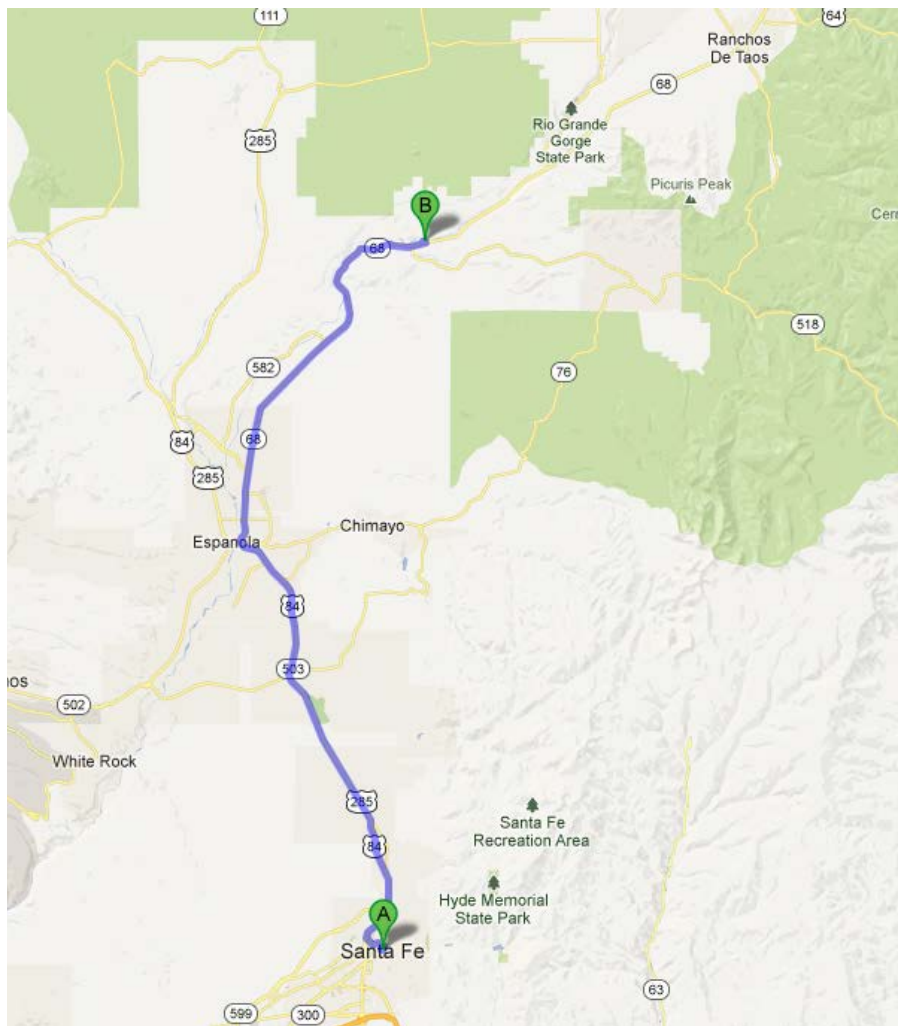 111
64
Ranchos
De Taos
68
285
Rio Grande
Gorge
State Park
Picuris Peak
B
Cerr
68
518
582
76
68
84
285
Chimayo
Espanola
84
503
nos
502
White Rock
285
Santa Fe
Recreation Area
84
Hyde Memorial
State Park
A
Santa Fe
63
599
300